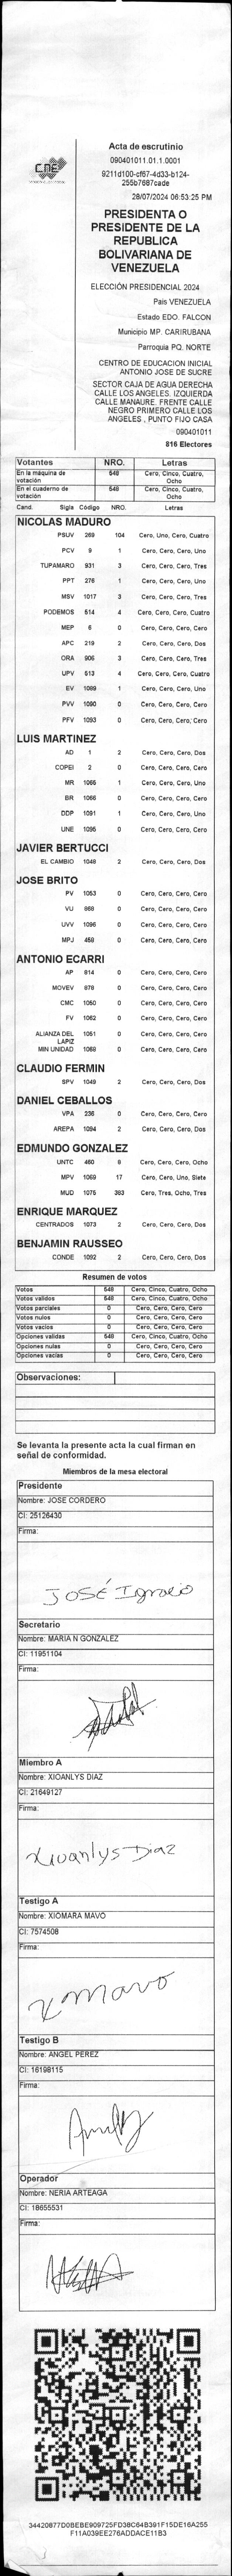 CNE
Acta de escrutinio
090401011.01.1.0001
9211d100-cf67-4d33-b124-
255b7687cade
28/07/2024 06:53:25 PM
PRESIDENTA O
PRESIDENTE DE LA
REPUBLICA
BOLIVARIANA DE
VENEZUELA
ELECCIÓN PRESIDENCIAL 2024
Pais VENEZUELA
Estado EDO. FALCON
Municipio MP. CARIRUBANA
Parroquia PQ. NORTE
CENTRO DE EDUCACION INICIAL
ANTONIO JOSE DE SUCRE
SECTOR CAJA DE AGUA DERECHA
CALLE LOS ANGELES. IZQUIERDA
CALLE MANAURE. FRENTE CALLE
NEGRO PRIMERO CALLE LOS
ANGELES , PUNTO FIJO CASA
090401011
816 Electores
Votantes NRO. Letras
En la máquina de votación 548 Cero, Cinco, Cuatro, Ocho
En el cuaderno de votación 548 Cero, Cinco, Cuatro, Ocho
Cand. Sigla Código NRO. Letras
NICOLAS MADURO
PSUV 269 104 Cero, Uno, Cero, Cuatro
PCV 9 1 Cero, Cero, Cero, Uno
TUPAMARO 931 3 Cero, Cero, Cero, Tres
PPT 276 1 Cero, Cero, Cero, Uno
MSV 1017 3 Cero, Cero, Cero, Tres
PODEMOS 514 4 Cero, Cero, Cero, Cuatro
MEP 6 0 Cero, Cero, Cero, Cero
APC 219 2 Cero, Cero, Cero, Dos
ORA 906 3 Cero, Cero, Cero, Tres
UPV 513 4 Cero, Cero, Cero, Cuatro
EV 1089 1 Cero, Cero, Cero, Uno
PVV 1090 0 Cero, Cero, Cero, Cero
PFV 1093 0 Cero, Cero, Cero, Cero
LUIS MARTINEZ
AD 1 2 Cero, Cero, Cero, Dos
COPEI 2 0 Cero, Cero, Cero, Cero
MR 1065 1 Cero, Cero, Cero, Uno
BR 1066 0 Cero, Cero, Cero, Cero
DDP 1091 1 Cero, Cero, Cero, Uno
UNE 1095 0 Cero, Cero, Cero, Cero
JAVIER BERTUCCI
EL CAMBIO 1048 2 Cero, Cero, Cero, Dos
JOSE BRITO
PV 1053 0 Cero, Cero, Cero, Cero
VU 868 0 Cero, Cero, Cero, Cero
UVV 1096 0 Cero, Cero, Cero, Cero
MPJ 458 0 Cero, Cero, Cero, Cero
ANTONIO ECARRI
AP 814 0 Cero, Cero, Cero, Cero
MOVEV 878 0 Cero, Cero, Cero, Cero
CMC 1050 0 Cero, Cero, Cero, Cero
FV 1062 0 Cero, Cero, Cero, Cero
ALIANZA DEL LAPIZ 1051 0 Cero, Cero, Cero, Cero
MIN UNIDAD 1068 0 Cero, Cero, Cero, Cero
CLAUDIO FERMIN
SPV 1049 2 Cero, Cero, Cero, Dos
DANIEL CEBALLOS
VPA 236 0 Cero, Cero, Cero, Cero
AREPA 1094 2 Cero, Cero, Cero, Dos
EDMUNDO GONZALEZ
UNTC 460 8 Cero, Cero, Cero, Ocho
MPV 1069 17 Cero, Cero, Uno, Siete
MUD 1075 383 Cero, Tres, Ocho, Tres
ENRIQUE MARQUEZ
CENTRADOS 1073 2 Cero, Cero, Cero, Dos
BENJAMIN RAUSSEO
CONDE 1092 2 Cero, Cero, Cero, Dos
Resumen de votos
Votos 548 Cero, Cinco, Cuatro, Ocho
Votos validos 548 Cero, Cinco, Cuatro, Ocho
Votos parciales 0 Cero, Cero, Cero, Cero
Votos nulos 0 Cero, Cero, Cero, Cero
Votos vacios 0 Cero, Cero, Cero, Cero
Opciones validas 548 Cero, Cinco, Cuatro, Ocho
Opciones nulas 0 Cero, Cero, Cero, Cero
Opciones vacias 0 Cero, Cero, Cero, Cero
Observaciones:
Se levanta la presente acta la cual firman en
señal de conformidad.
Miembros de la mesa electoral
Presidente
Nombre: JOSE CORDERO
CI: 25126430
Firma:
JOSÉ Ignacio
Secretario
Nombre: MARIA N GONZALEZ
CI: 11951104
Firma:
Miembro A
Nombre: XIOANLYS DIAZ
CI: 21649127
Firma:
Xioanlys Diaz
Testigo A
Nombre: XIOMARA MAVO
CI: 7574508
Firma:
X mavo
Testigo B
Nombre: ANGEL PEREZ
CI: 16198115
Firma:
Operador
Nombre: NERIA ARTEAGA
CI: 18655531
Firma:
34420877D0BEBE909725FD38C64B391F15DE16A255
F11A039EE276ADDACE11B3